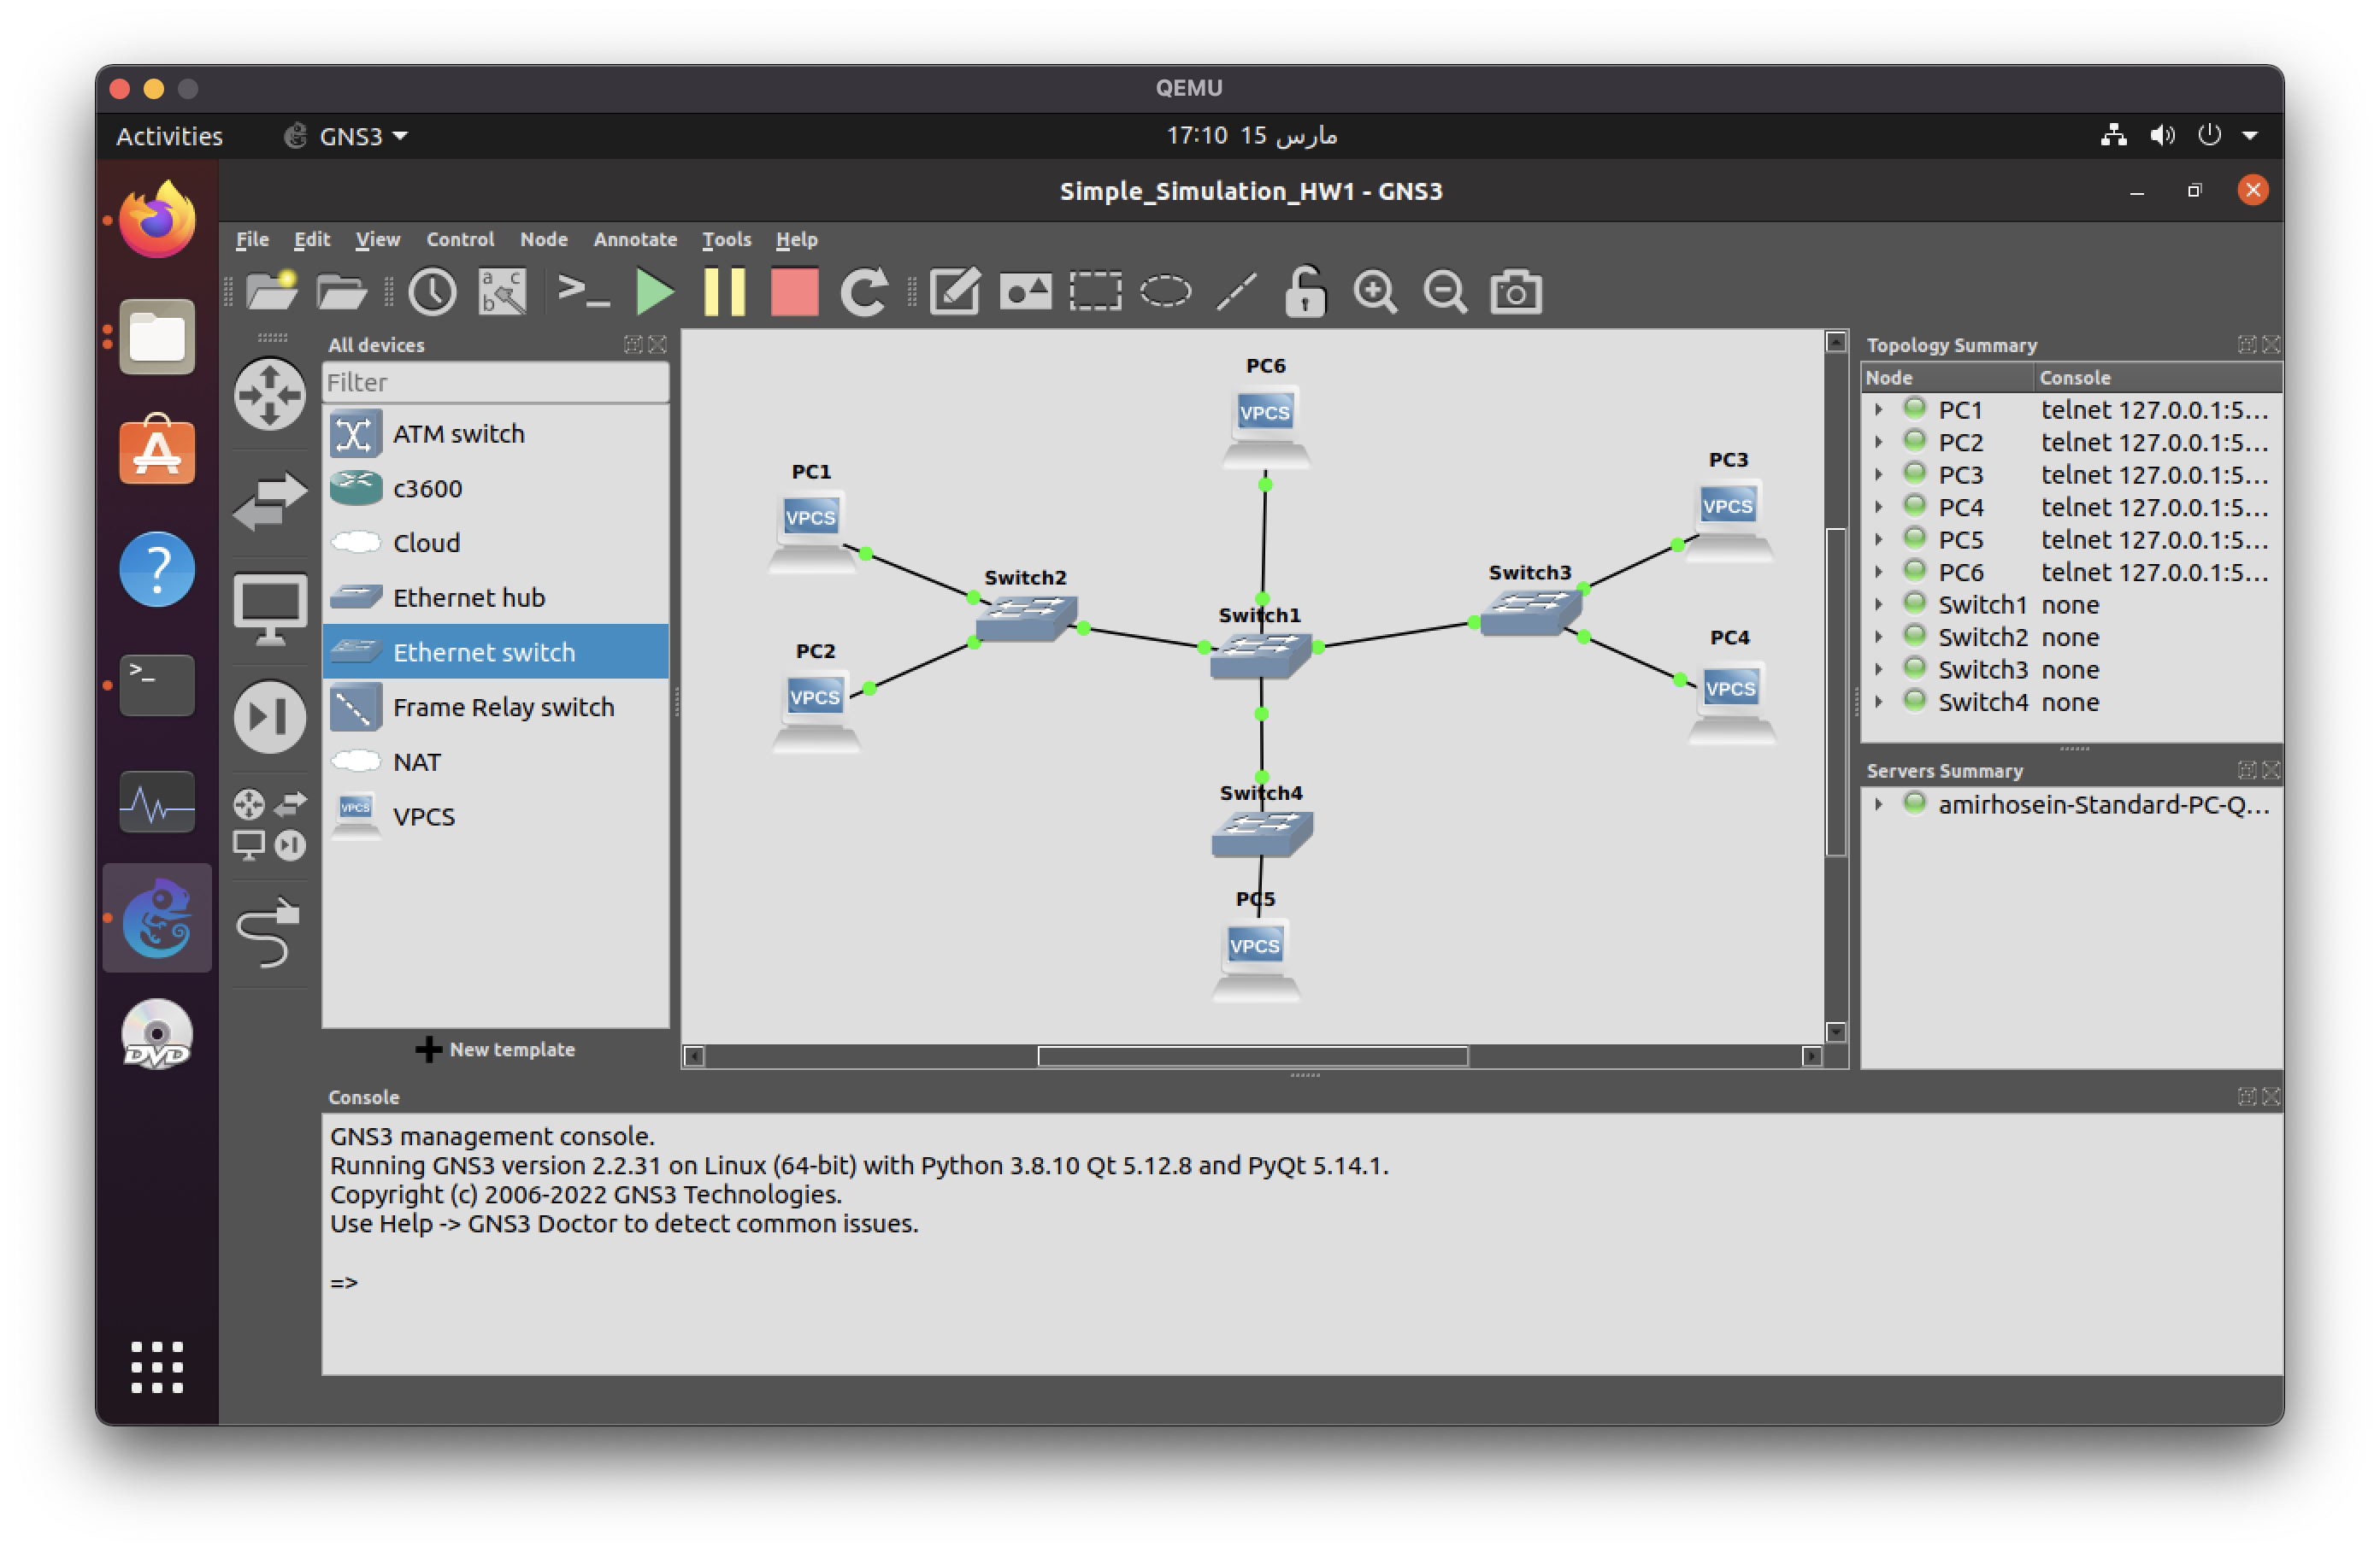 QEMU
Activities
GNS3
17:10 15 مارس
Simple_Simulation_HW1 - GNS3
File Edit View Control Node Annotate Tools Help
a c
b
>_
All devices
Filter
ATM switch
c3600
Cloud
Ethernet hub
Ethernet switch
Frame Relay switch
NAT
VPCS
VPCS
New template
PC6
VPCS
PC1
VPCS
PC3
VPCS
Switch2
Switch3
Switch1
PC2
VPCS
PC4
VPCS
Switch4
PC5
VPCS
Topology Summary
Node Console
PC1 telnet 127.0.0.1:5...
PC2 telnet 127.0.0.1:5...
PC3 telnet 127.0.0.1:5...
PC4 telnet 127.0.0.1:5...
PC5 telnet 127.0.0.1:5...
PC6 telnet 127.0.0.1:5...
Switch1 none
Switch2 none
Switch3 none
Switch4 none
Servers Summary
amirhosein-Standard-PC-Q...
Console
GNS3 management console.
Running GNS3 version 2.2.31 on Linux (64-bit) with Python 3.8.10 Qt 5.12.8 and PyQt 5.14.1.
Copyright (c) 2006-2022 GNS3 Technologies.
Use Help -> GNS3 Doctor to detect common issues.
=>
A
?
>_
DVD